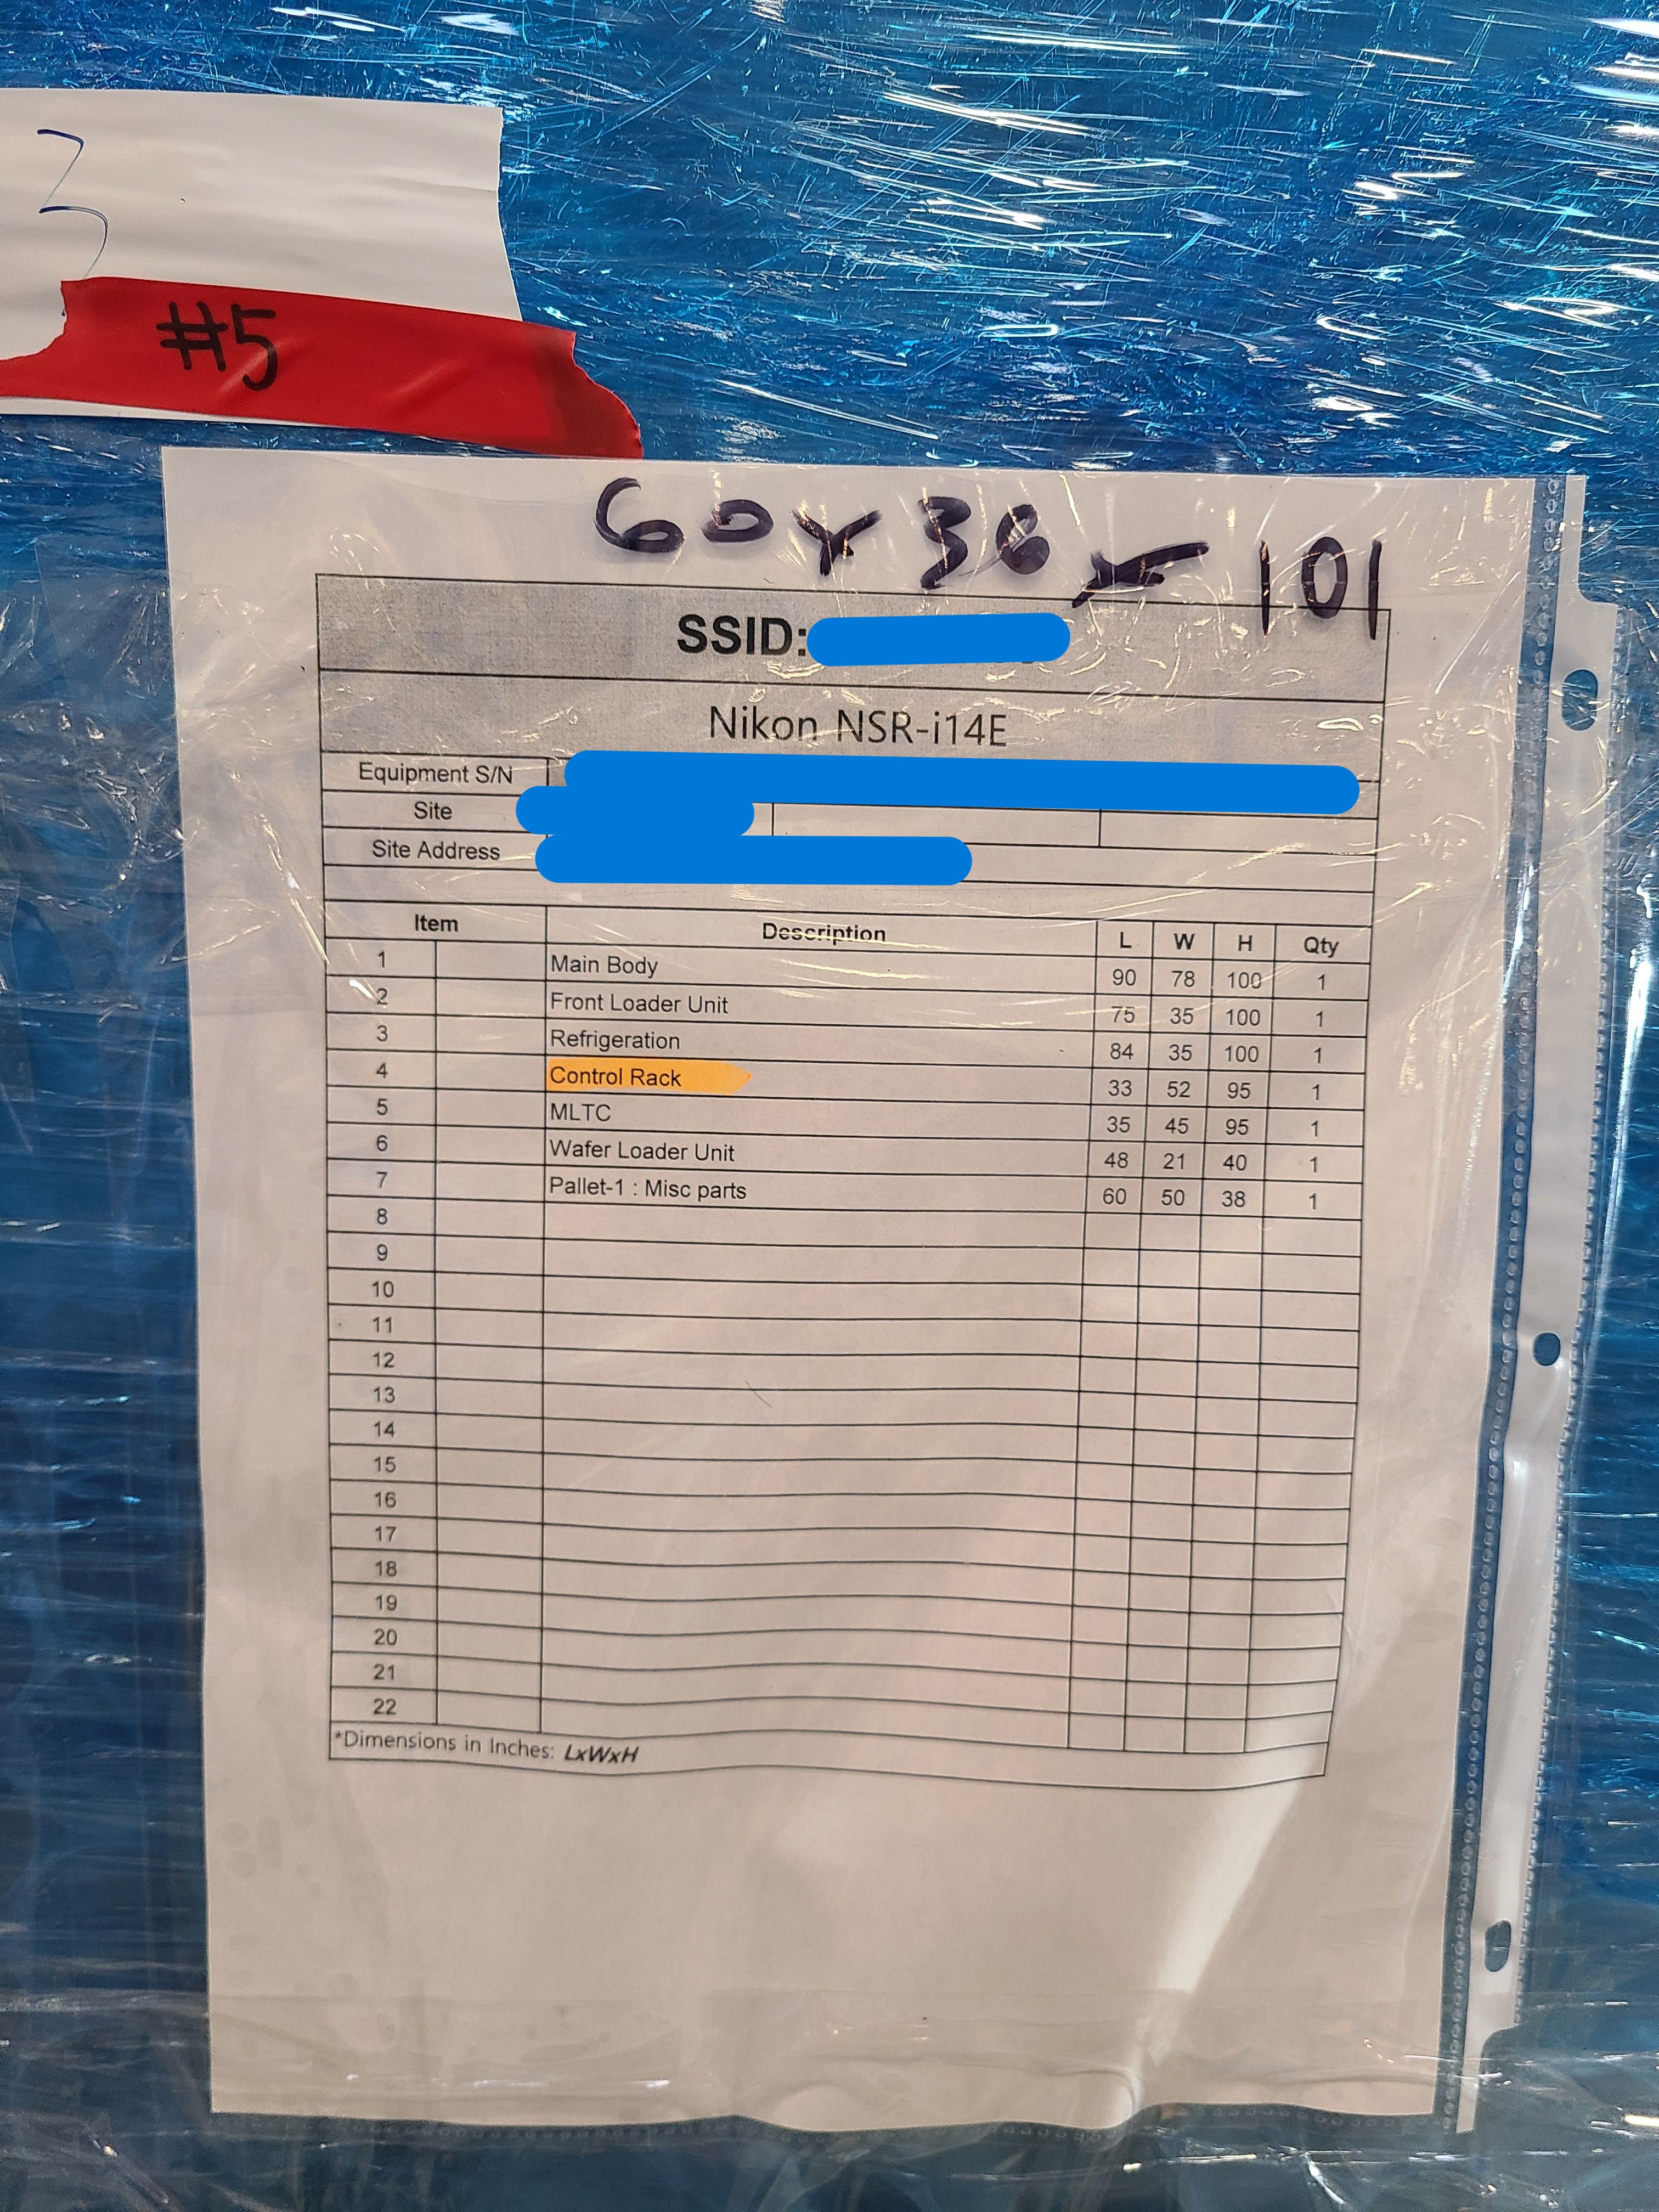 3
#5
60 x 38 x 101
SSID:
Nikon NSR-i14E
Equipment S/N
Site
Site Address
Item Description L W H Qty
1 Main Body 90 78 100 1
2 Front Loader Unit 75 35 100 1
3 Refrigeration 84 35 100 1
4 Control Rack 33 52 95 1
5 MLTC 35 45 95 1
6 Wafer Loader Unit 48 21 40 1
7 Pallet-1 : Misc parts 60 50 38 1
8
9
10
11
12
13
14
15
16
17
18
19
20
21
22
*Dimensions in Inches: LxWxH